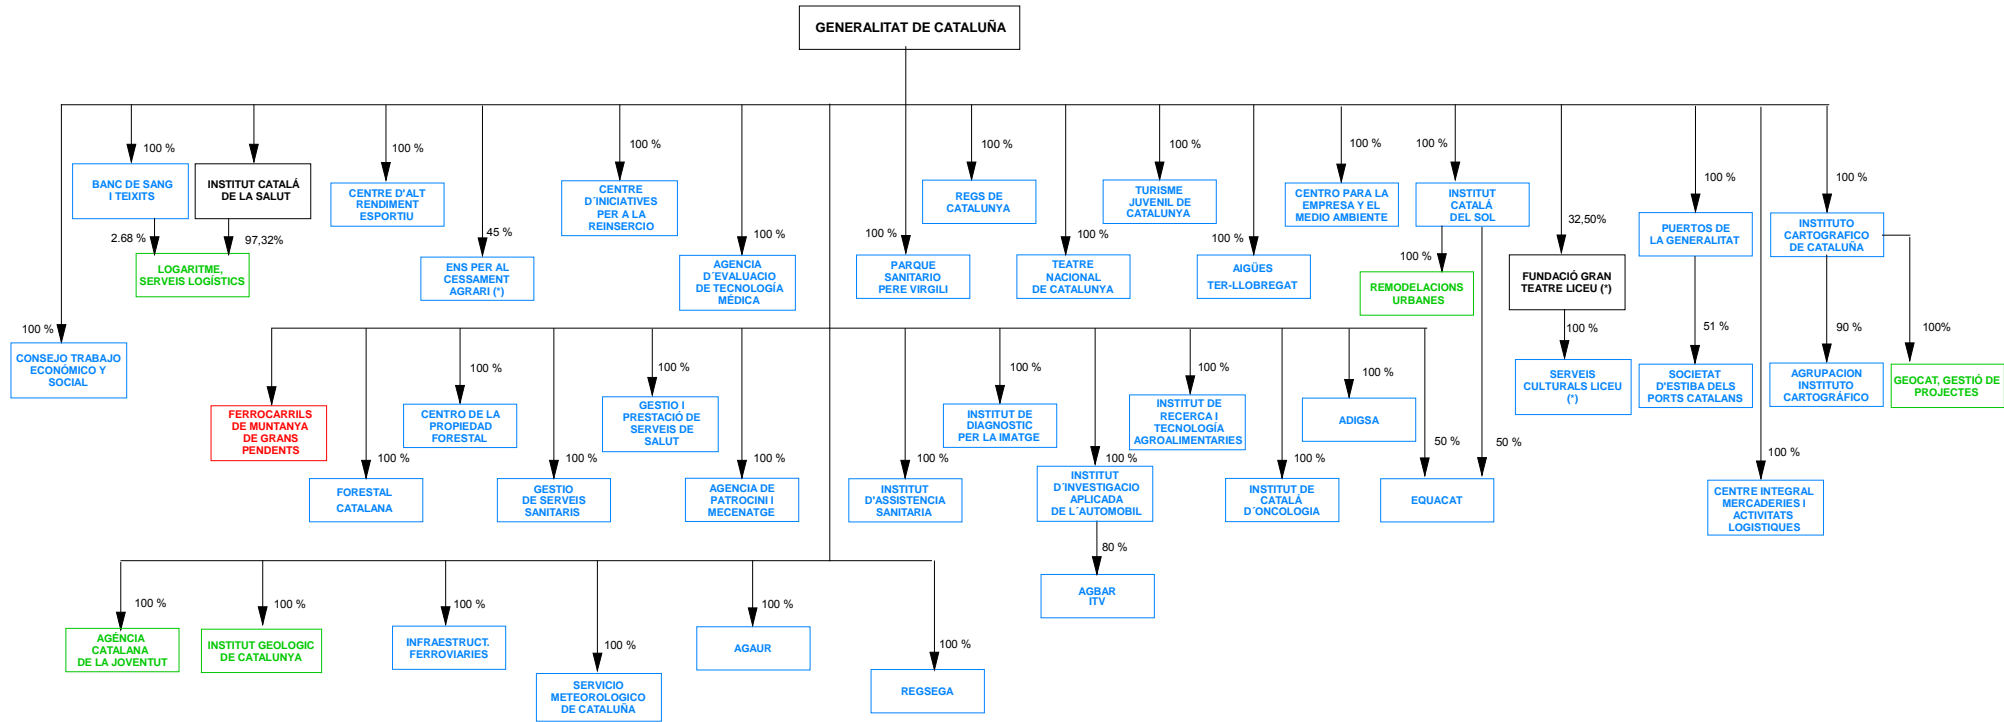 GENERALITAT DE CATALUÑA
100 %
BANC DE SANG
I TEIXITS
INSTITUT CATALÁ
DE LA SALUT
100 %
CENTRE D'ALT
RENDIMENT
ESPORTIU
100 %
CENTRE
D´INICIATIVES
PER A LA
REINSERCIO
100 %
REGS DE
CATALUNYA
100 %
TURISME
JUVENIL DE
CATALUNYA
100 %
CENTRO PARA LA
EMPRESA Y EL
MEDIO AMBIENTE
100 %
INSTITUT
CATALÁ
DEL SOL
32,50%
100 %
PUERTOS DE
LA GENERALITAT
100 %
INSTITUTO
CARTOGRAFICO
DE CATALUÑA
2.68 %
97,32%
LOGARITME,
SERVEIS LOGÍSTICS
45 %
ENS PER AL
CESSAMENT
AGRARI (*)
100 %
AGENCIA
D´EVALUACIO
DE TECNOLOGÍA
MÉDICA
100 %
PARQUE
SANITARIO
PERE VIRGILI
100 %
TEATRE
NACIONAL
DE CATALUNYA
100 %
AIGÜES
TER-LLOBREGAT
100 %
REMODELACIONS
URBANES
FUNDACIÓ GRAN
TEATRE LICEU (*)
100 %
CONSEJO TRABAJO
ECONÓMICO Y
SOCIAL
FERROCARRILS
DE MUNTANYA
DE GRANS
PENDENTS
100 %
CENTRO DE LA
PROPIEDAD
FORESTAL
100 %
GESTIO I
PRESTACIÓ DE
SERVEIS DE
SALUT
100 %
INSTITUT DE
DIAGNOSTIC
PER LA IMATGE
100 %
INSTITUT DE
RECERCA I
TECNOLOGÍA
AGROALIMENTARIES
100 %
ADIGSA
100 %
SERVEIS
CULTURALS LICEU
(*)
51 %
SOCIETAT
D'ESTIBA DELS
PORTS CATALANS
90 %
AGRUPACION
INSTITUTO
CARTOGRÁFICO
100%
GEOCAT, GESTIÓ DE
PROJECTES
100 %
FORESTAL
CATALANA
100 %
GESTIO
DE SERVEIS
SANITARIS
100 %
AGENCIA DE
PATROCINI I
MECENATGE
100 %
INSTITUT
D'ASSISTENCIA
SANITARIA
100 %
INSTITUT
D´INVESTIGACIO
APLICADA
DE L´AUTOMOBIL
100 %
INSTITUT DE
CATALÁ
D´ONCOLOGIA
50 %
50 %
EQUACAT
100 %
CENTRE INTEGRAL
MERCADERIES I
ACTIVITATS
LOGISTIQUES
80 %
AGBAR
ITV
100 %
AGÉNCIA
CATALANA
DE LA JOVENTUT
100 %
INSTITUT GEOLOGIC
DE CATALUNYA
100 %
INFRAESTRUCT.
FERROVIARIES
100 %
SERVICIO
METEOROLOGICO
DE CATALUÑA
100 %
AGAUR
100 %
REGSEGA